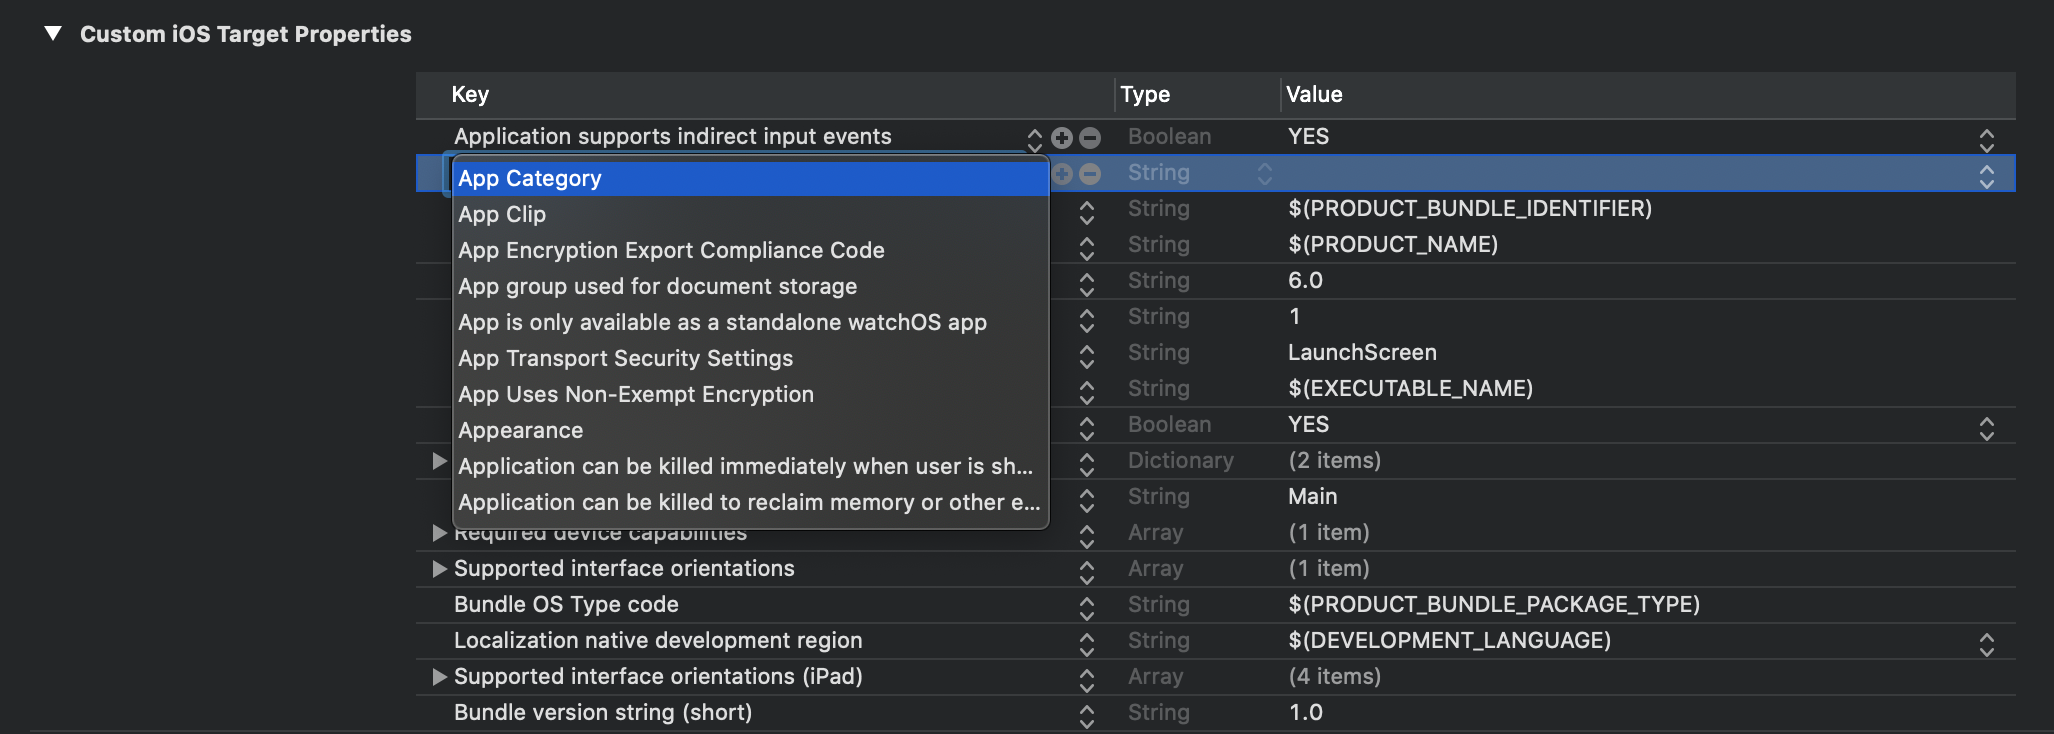 Custom iOS Target Properties
Key Type Value
Application supports indirect input events Boolean YES
App Category String
App Clip String $(PRODUCT_BUNDLE_IDENTIFIER)
App Encryption Export Compliance Code String $(PRODUCT_NAME)
App group used for document storage String 6.0
App is only available as a standalone watchOS app String 1
App Transport Security Settings String LaunchScreen
App Uses Non-Exempt Encryption String $(EXECUTABLE_NAME)
Appearance Boolean YES
Application can be killed immediately when user is sh... Dictionary (2 items)
Application can be killed to reclaim memory or other e... String Main
Required device capabilities Array (1 item)
Supported interface orientations Array (1 item)
Bundle OS Type code String $(PRODUCT_BUNDLE_PACKAGE_TYPE)
Localization native development region String $(DEVELOPMENT_LANGUAGE)
Supported interface orientations (iPad) Array (4 items)
Bundle version string (short) String 1.0